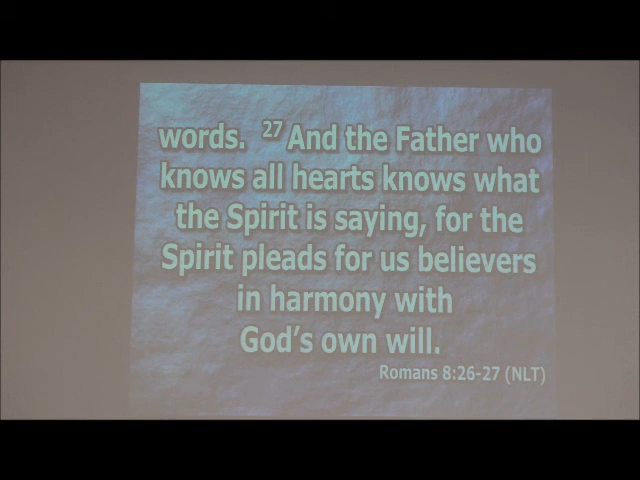 words. 27 And the Father who
knows all hearts knows what
the Spirit is saying, for the
Spirit pleads for us believers
in harmony with
God's own will.
Romans 8:26-27 (NLT)